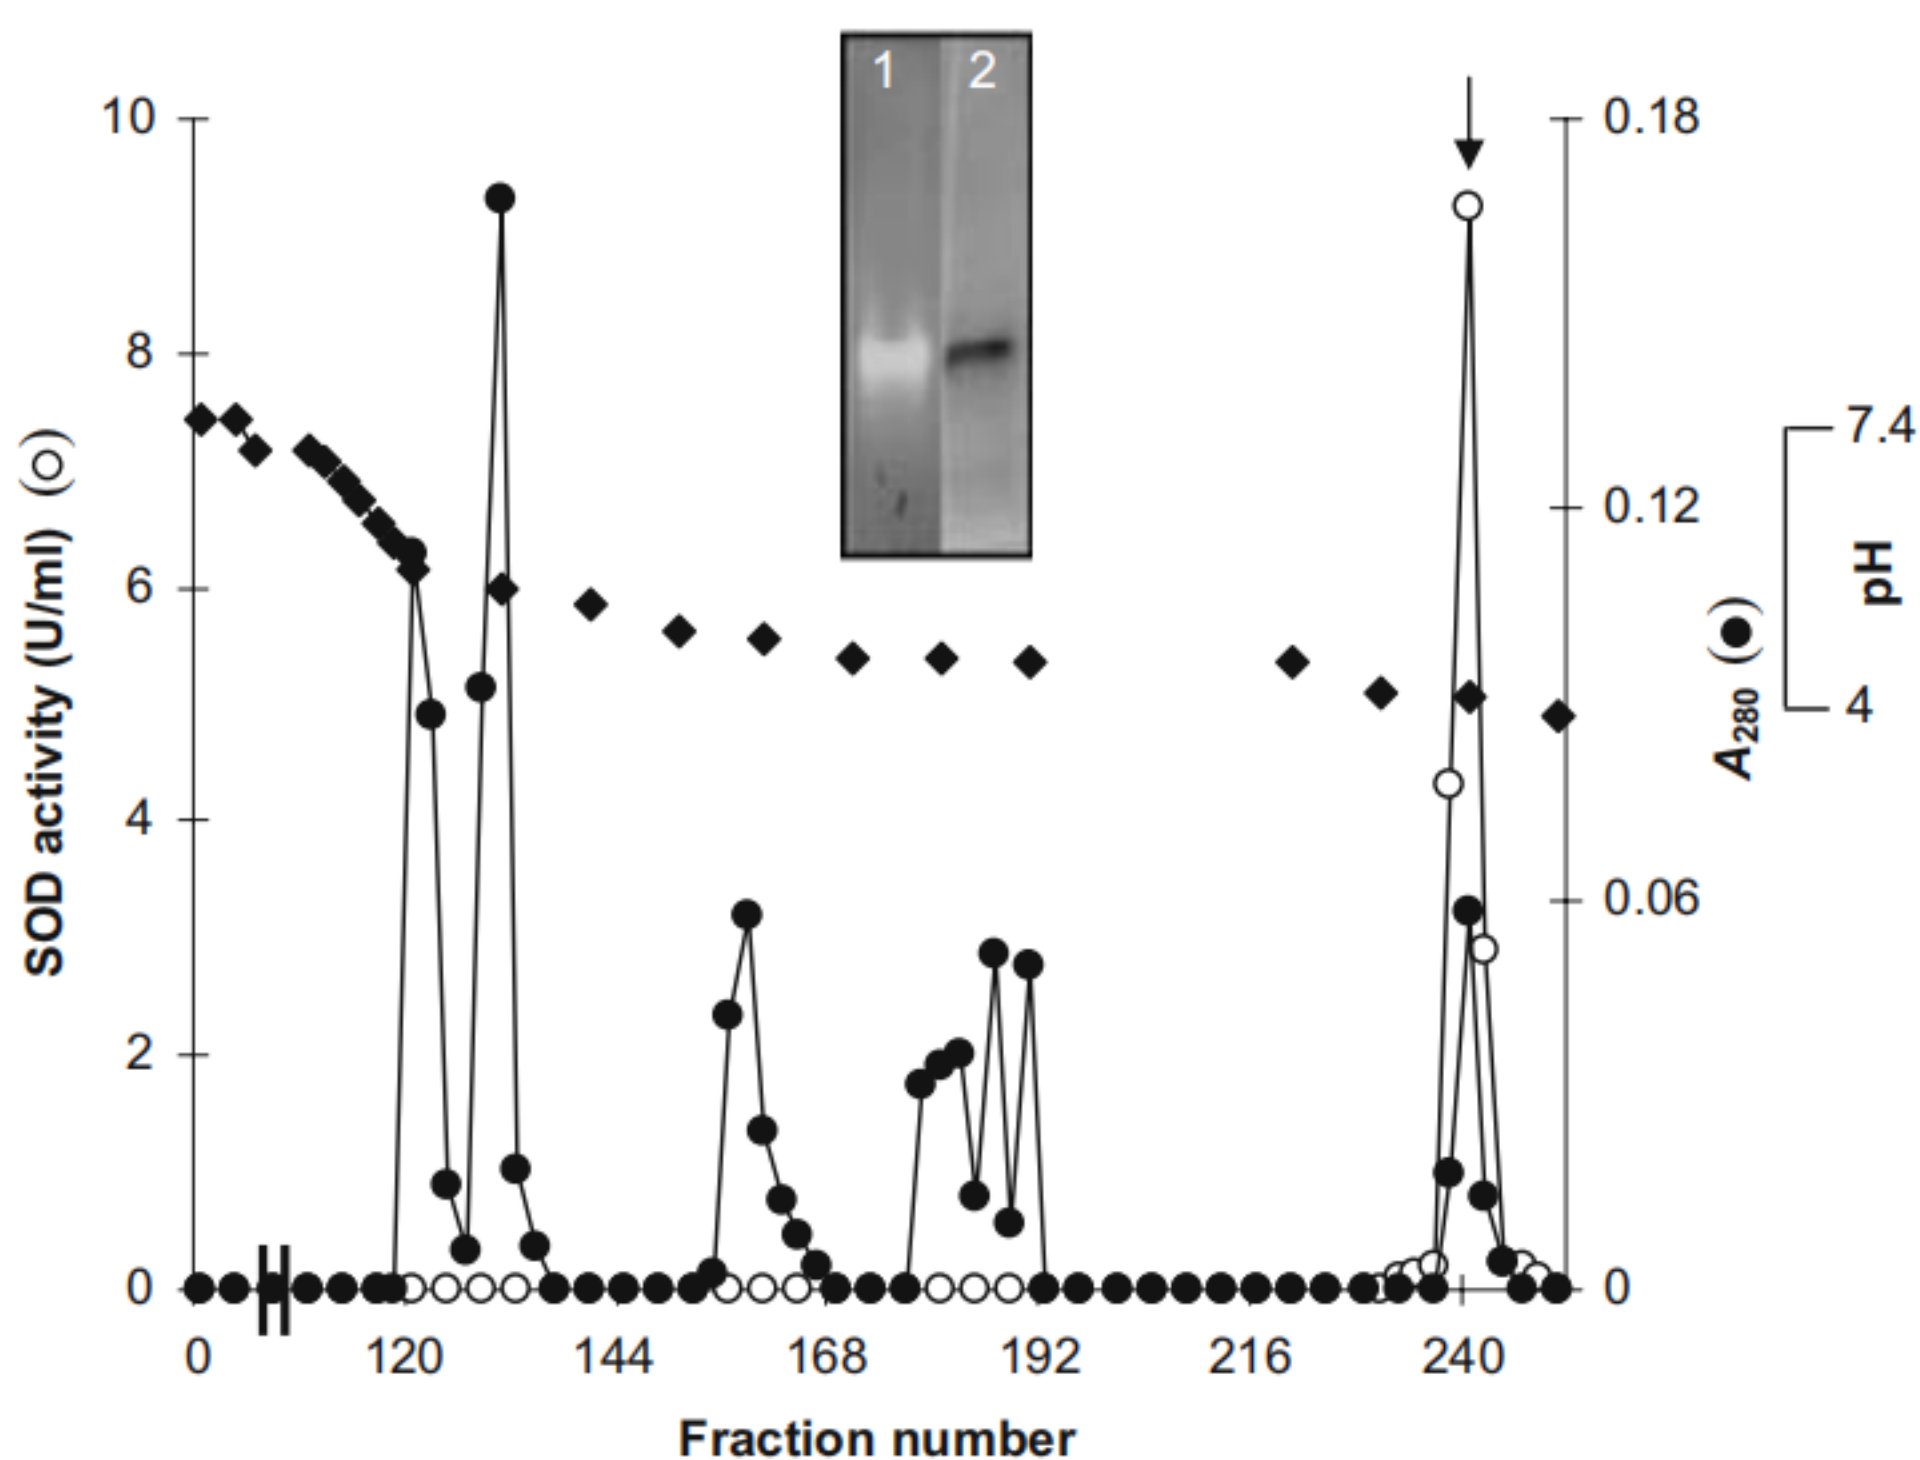 1 2
10
8
6
4
2
0
SOD activity (U/ml) (○)
0.18
0.12
0.06
0
A280 (●)
7.4
pH
4
0 120 144 168 192 216 240
Fraction number